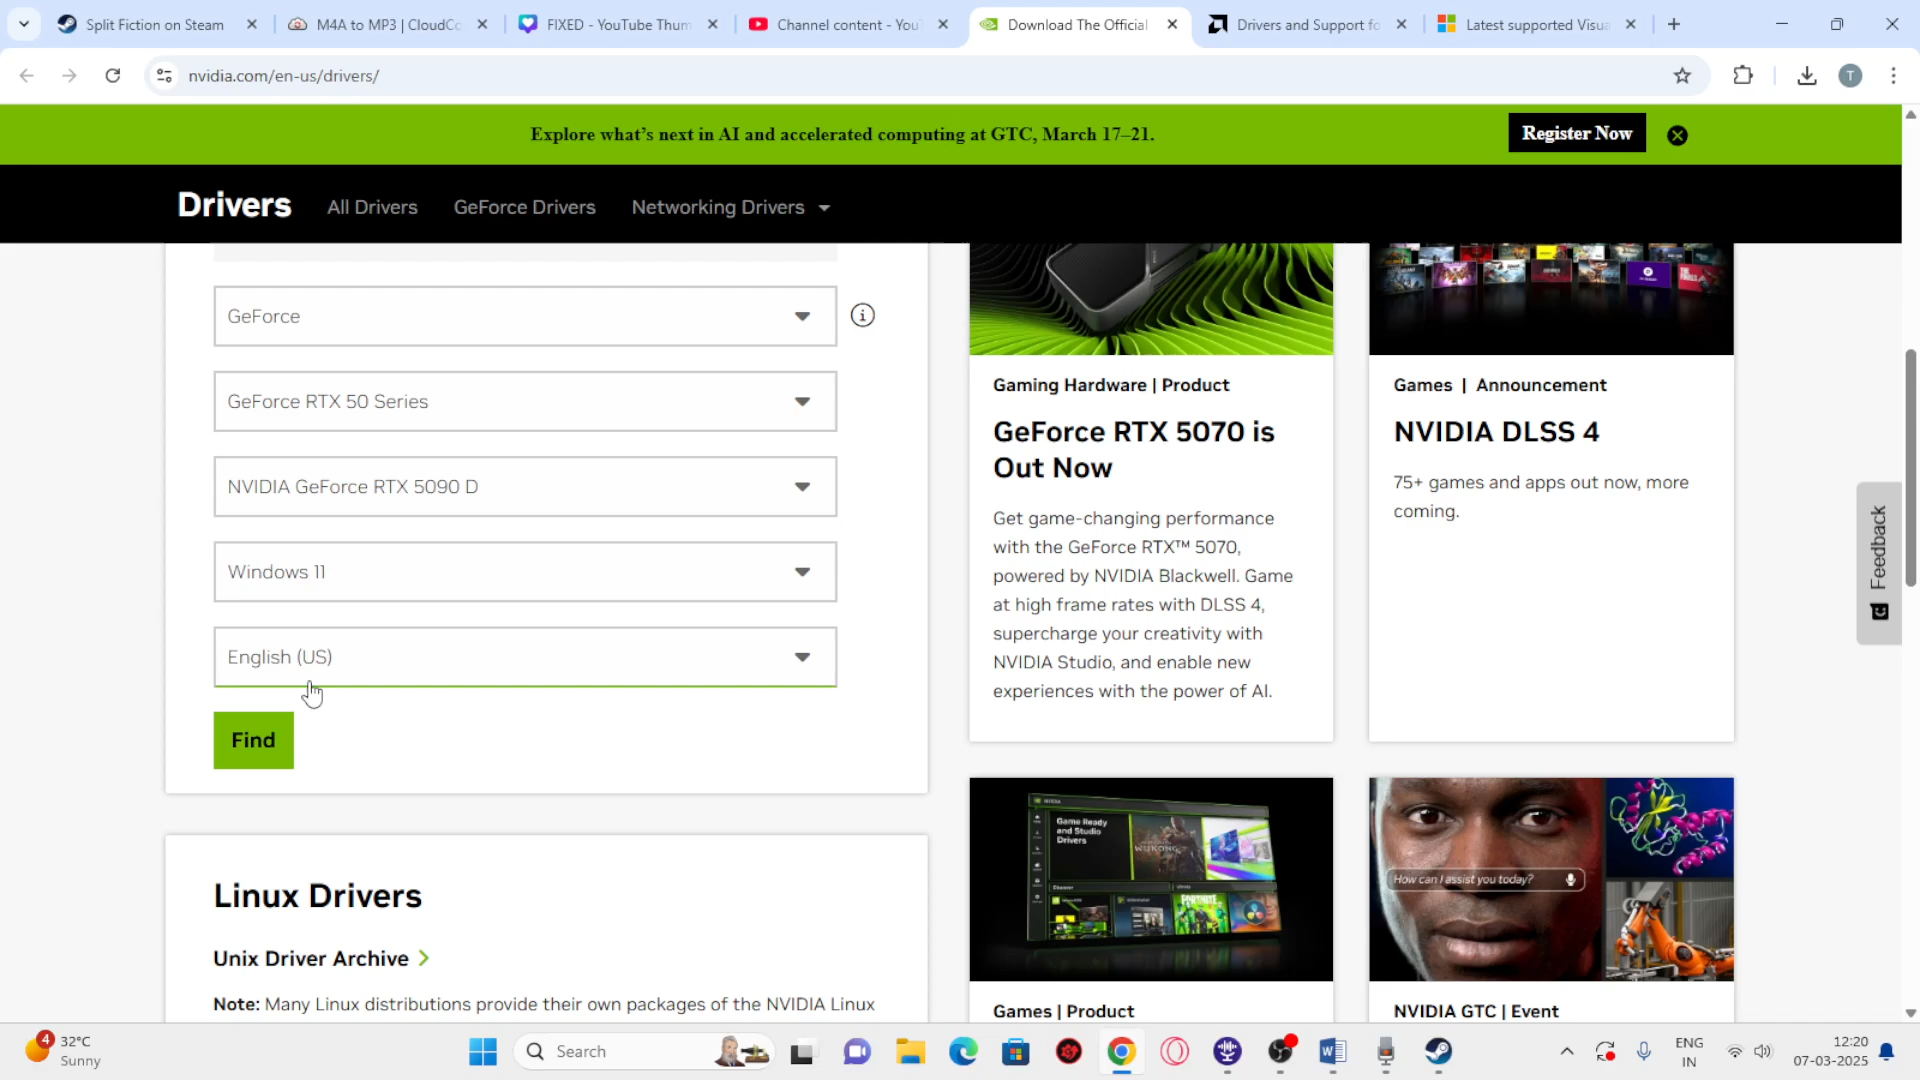 Split Fiction on Steam
M4A to MP3 | CloudCo
FIXED - YouTube Thum
Channel content - You
Download The Official
Drivers and Support fo
Latest supported Visua
nvidia.com/en-us/drivers/
T
Explore what's next in AI and accelerated computing at GTC, March 17–21.
Register Now
Drivers
All Drivers
GeForce Drivers
Networking Drivers
GeForce
GeForce RTX 50 Series
NVIDIA GeForce RTX 5090 D
Windows 11
English (US)
Find
Linux Drivers
Unix Driver Archive
Note: Many Linux distributions provide their own packages of the NVIDIA Linux
Gaming Hardware | Product
GeForce RTX 5070 is
Out Now
Get game-changing performance
with the GeForce RTX™ 5070,
powered by NVIDIA Blackwell. Game
at high frame rates with DLSS 4,
supercharge your creativity with
NVIDIA Studio, and enable new
experiences with the power of AI.
Games | Announcement
NVIDIA DLSS 4
75+ games and apps out now, more
coming.
Feedback
Game Ready
and Studio
Drivers
WUKONG
FORTNITE
Games | Product
How can I assist you today?
NVIDIA GTC | Event
4
32°C
Sunny
Search
ENG
IN
12:20
07-03-2025